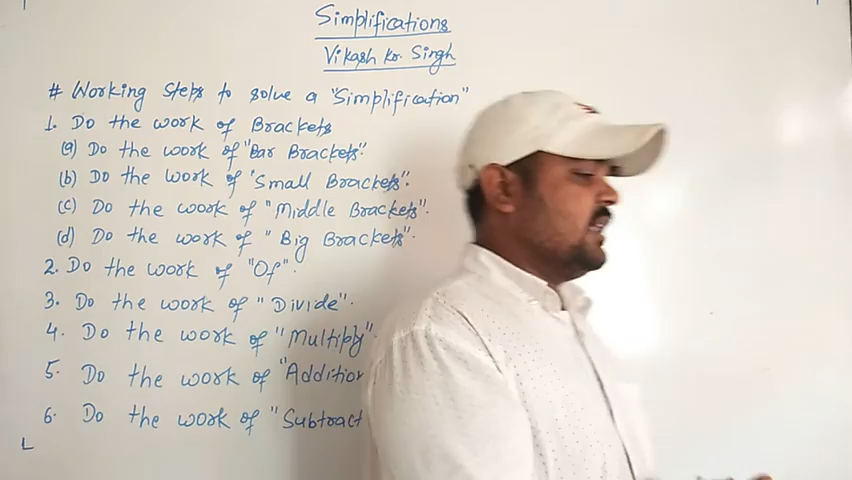 Simplifications
Vikash Kr. Singh
# Working steps to solve a "Simplification"
1. Do the work of Brackets
(a) Do the work of "Bar Brackets".
(b) Do the work of "Small Brackets".
(c) Do the work of "Middle Brackets".
(d) Do the work of "Big Brackets".
2. Do the work of "Of".
3. Do the work of "Divide".
4. Do the work of "Multiply".
5. Do the work of "Addition
6. Do the work of "Subtract